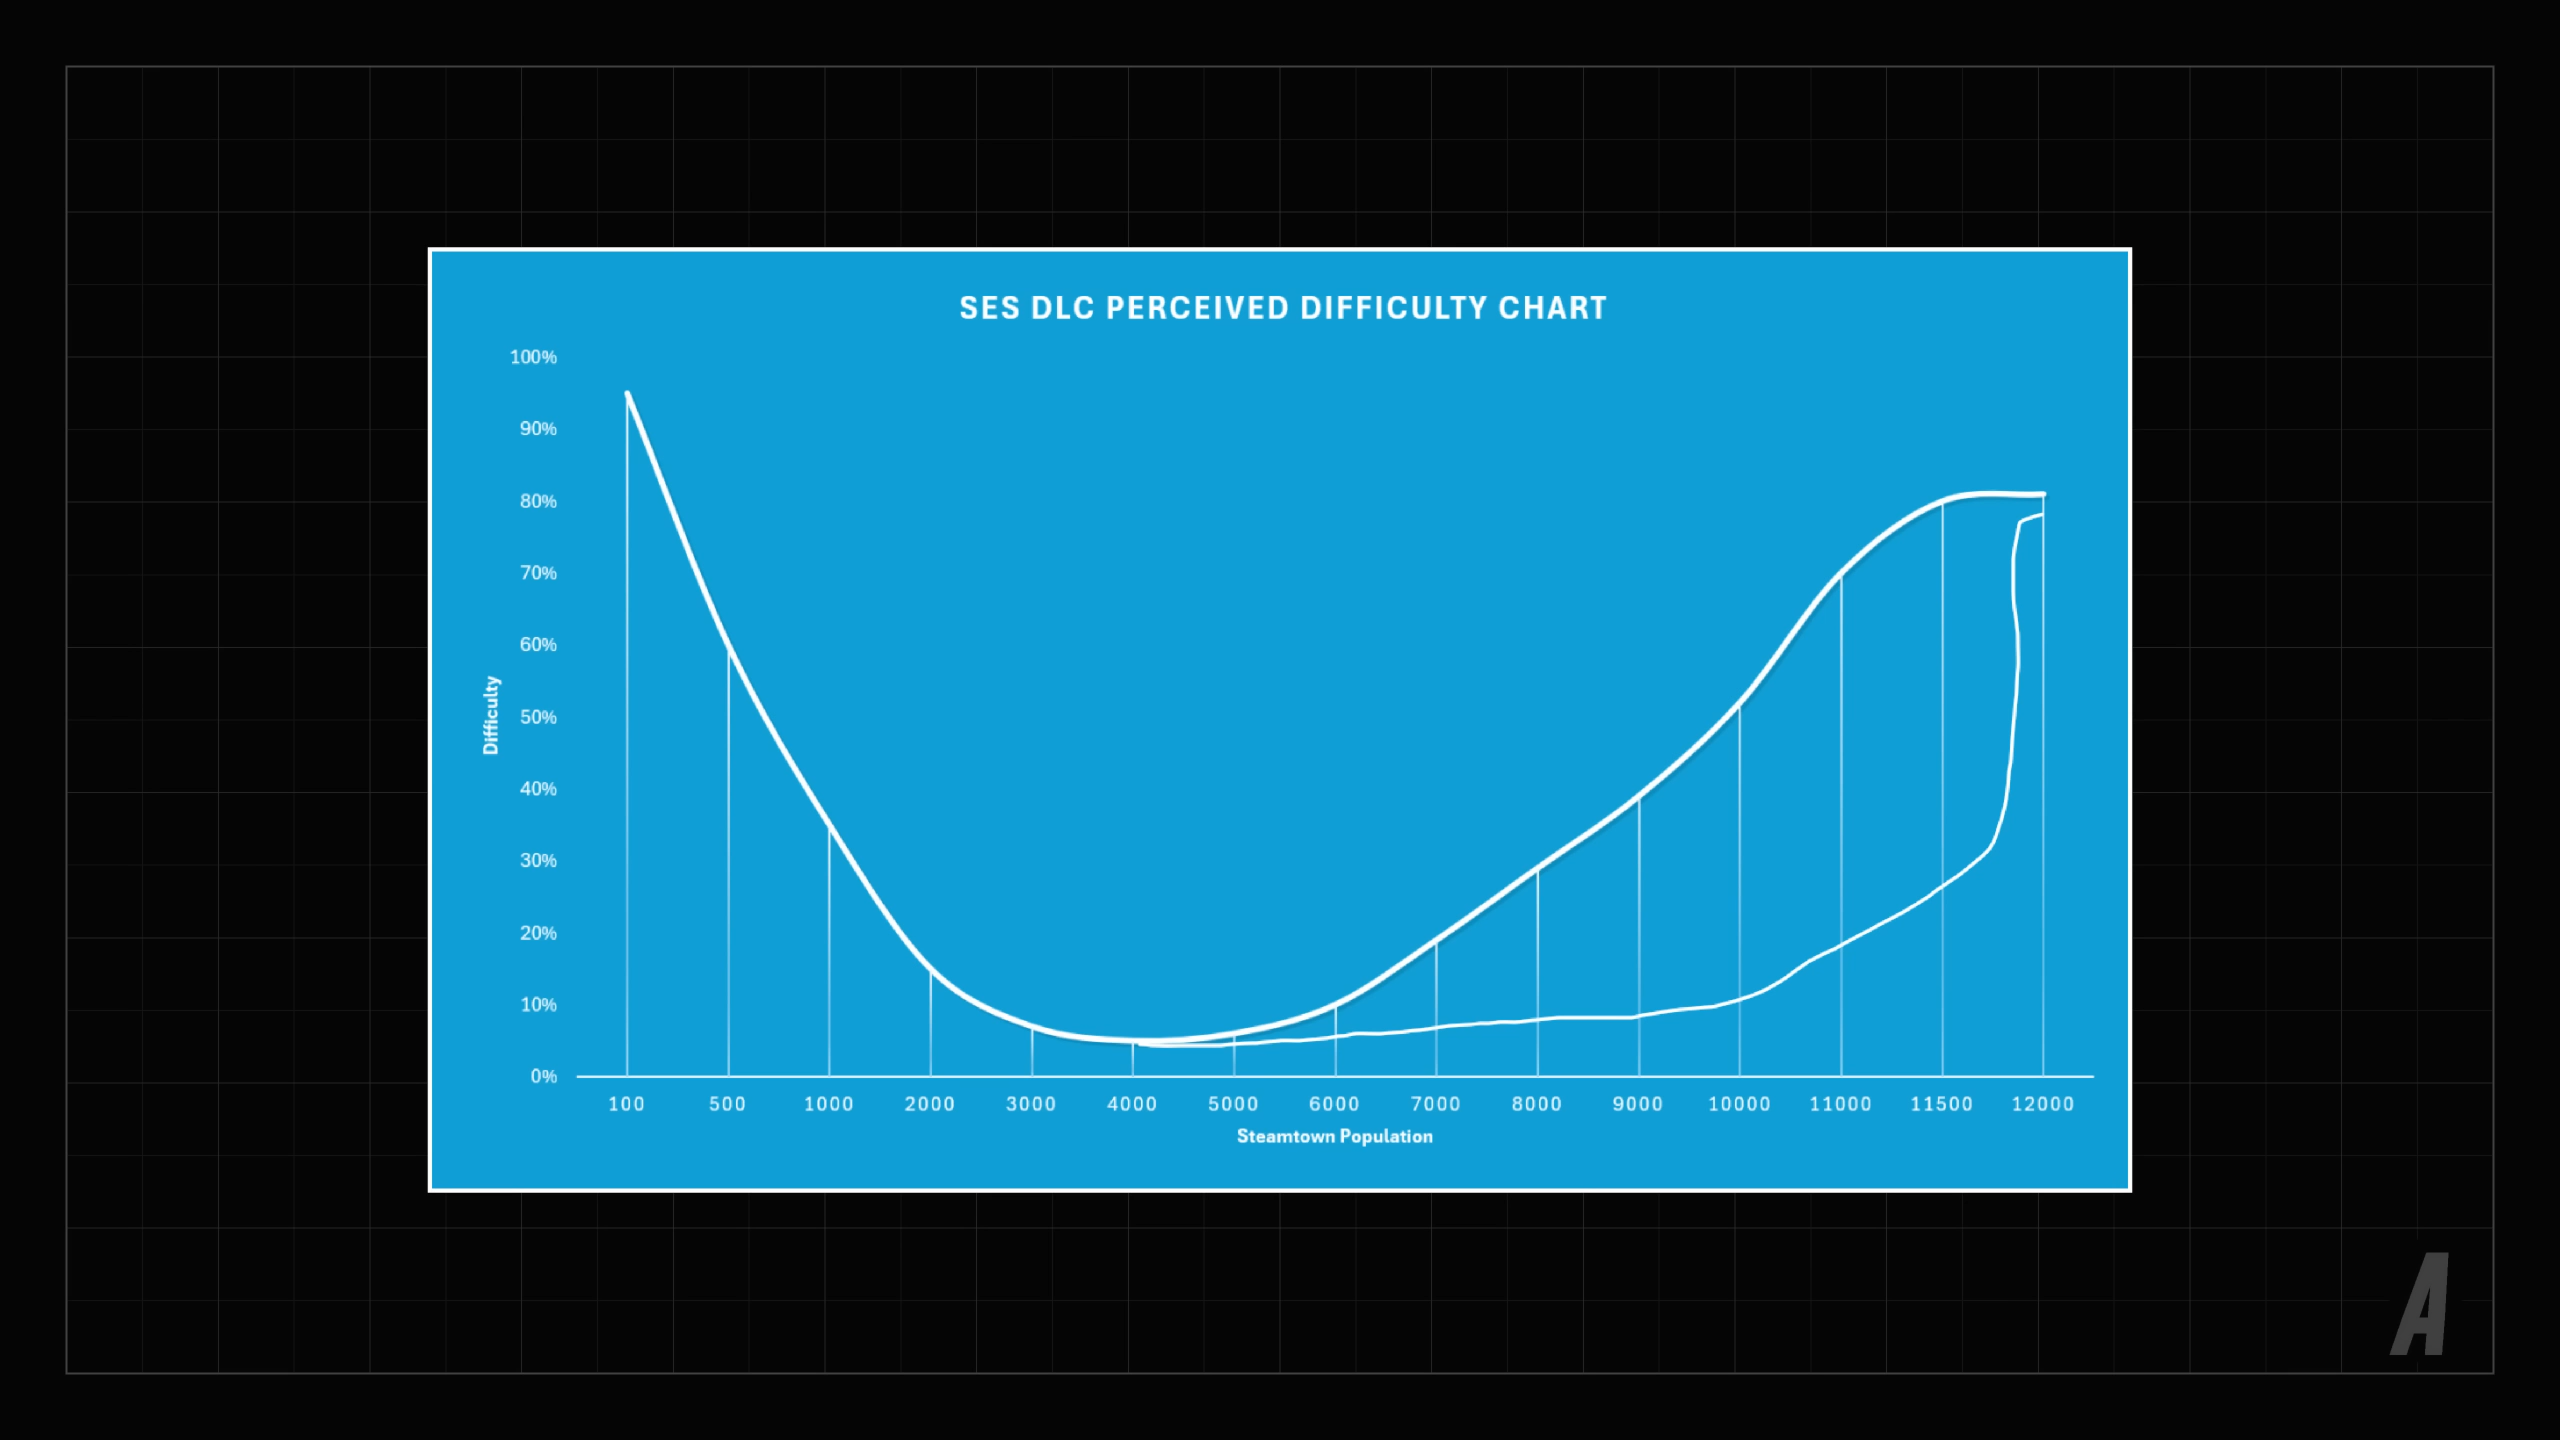 SES DLC PERCEIVED DIFFICULTY CHART
100%
90%
80%
70%
60%
50%
40%
30%
20%
10%
0%
Difficulty
100 500 1000 2000 3000 4000 5000 6000 7000 8000 9000 10000 11000 11500 12000
Steamtown Population
A